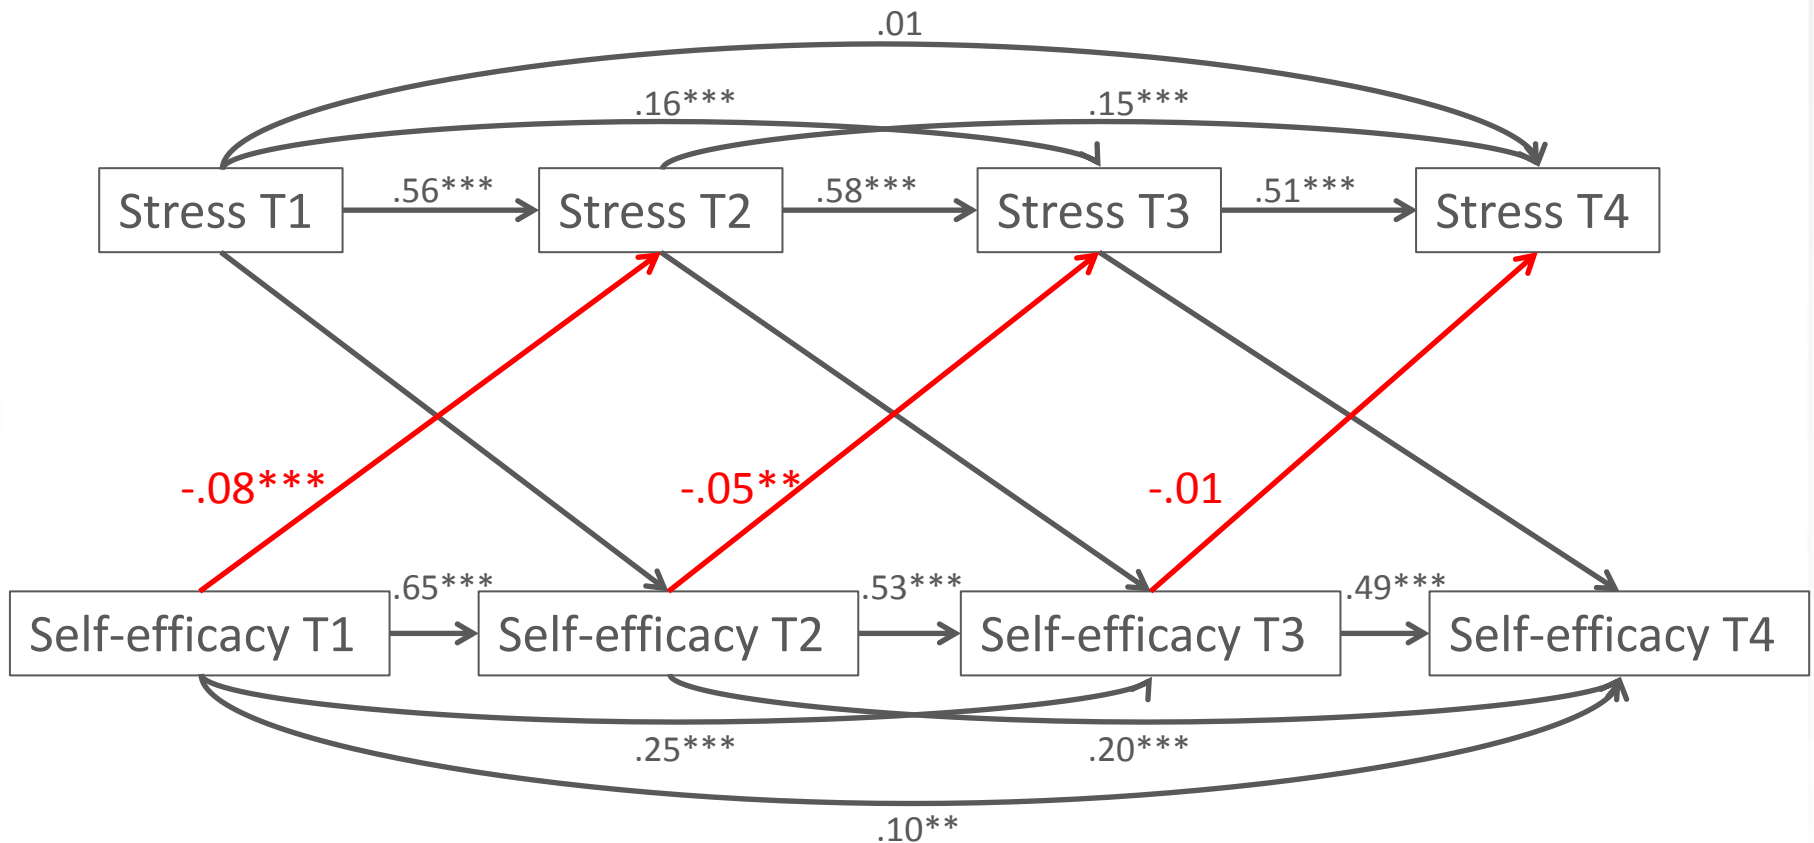 .01
.16***
.15***
Stress T1
.56***
Stress T2
.58***
Stress T3
.51***
Stress T4
-.08***
-.05**
-.01
Self-efficacy T1
.65***
Self-efficacy T2
.53***
Self-efficacy T3
.49***
Self-efficacy T4
.25***
.20***
.10**